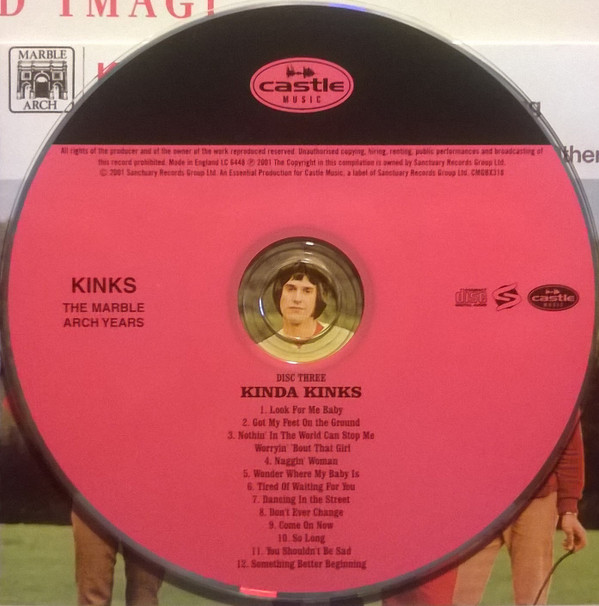 D IMAG!
MARBLE
ARCH
K
castle
MUSIC
All rights of the producer and of the owner of the work reproduced reserved. Unauthorised copying, hiring, renting, public performances and broadcasting of
this record prohibited. Made in England LC 6448 ℗ 2001 The Copyright in this compilation is owned by Sanctuary Records Group Ltd.
© 2001 Sanctuary Records Group Ltd. An Essential Production for Castle Music, a label of Sanctuary Records Group Ltd. CMGBX318
KINKS
THE MARBLE
ARCH YEARS
disc
S
castle
MUSIC
DISC THREE
KINDA KINKS
1. Look For Me Baby
2. Got My Feet On the Ground
3. Nothin' In The World Can Stop Me
Worryin' 'Bout That Girl
4. Naggin' Woman
5. Wonder Where My Baby Is
6. Tired Of Waiting For You
7. Dancing In the Street
8. Don't Ever Change
9. Come On Now
10. So Long
11. You Shouldn't Be Sad
12. Something Better Beginning